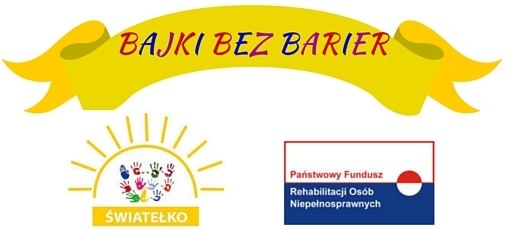 BAJKI BEZ BARIER
ŚWIATEŁKO
Państwowy Fundusz
Rehabilitacji Osób
Niepełnosprawnych